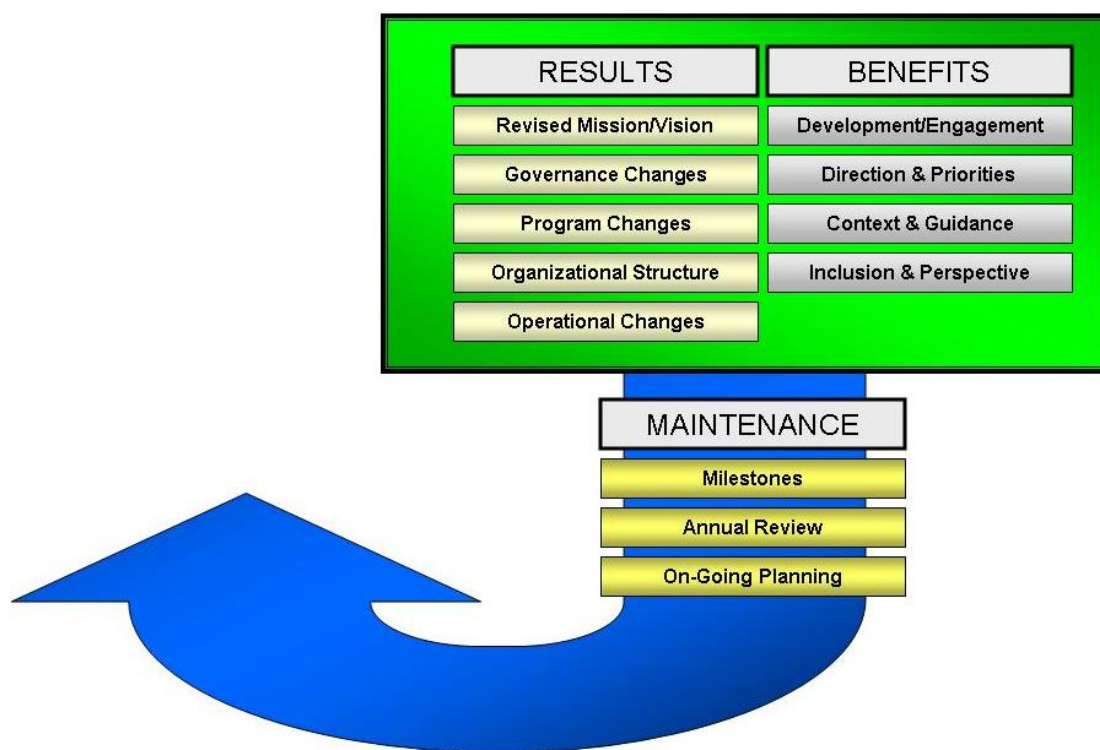 RESULTS
Revised Mission/Vision
Governance Changes
Program Changes
Organizational Structure
Operational Changes
BENEFITS
Development/Engagement
Direction & Priorities
Context & Guidance
Inclusion & Perspective
MAINTENANCE
Milestones
Annual Review
On-Going Planning